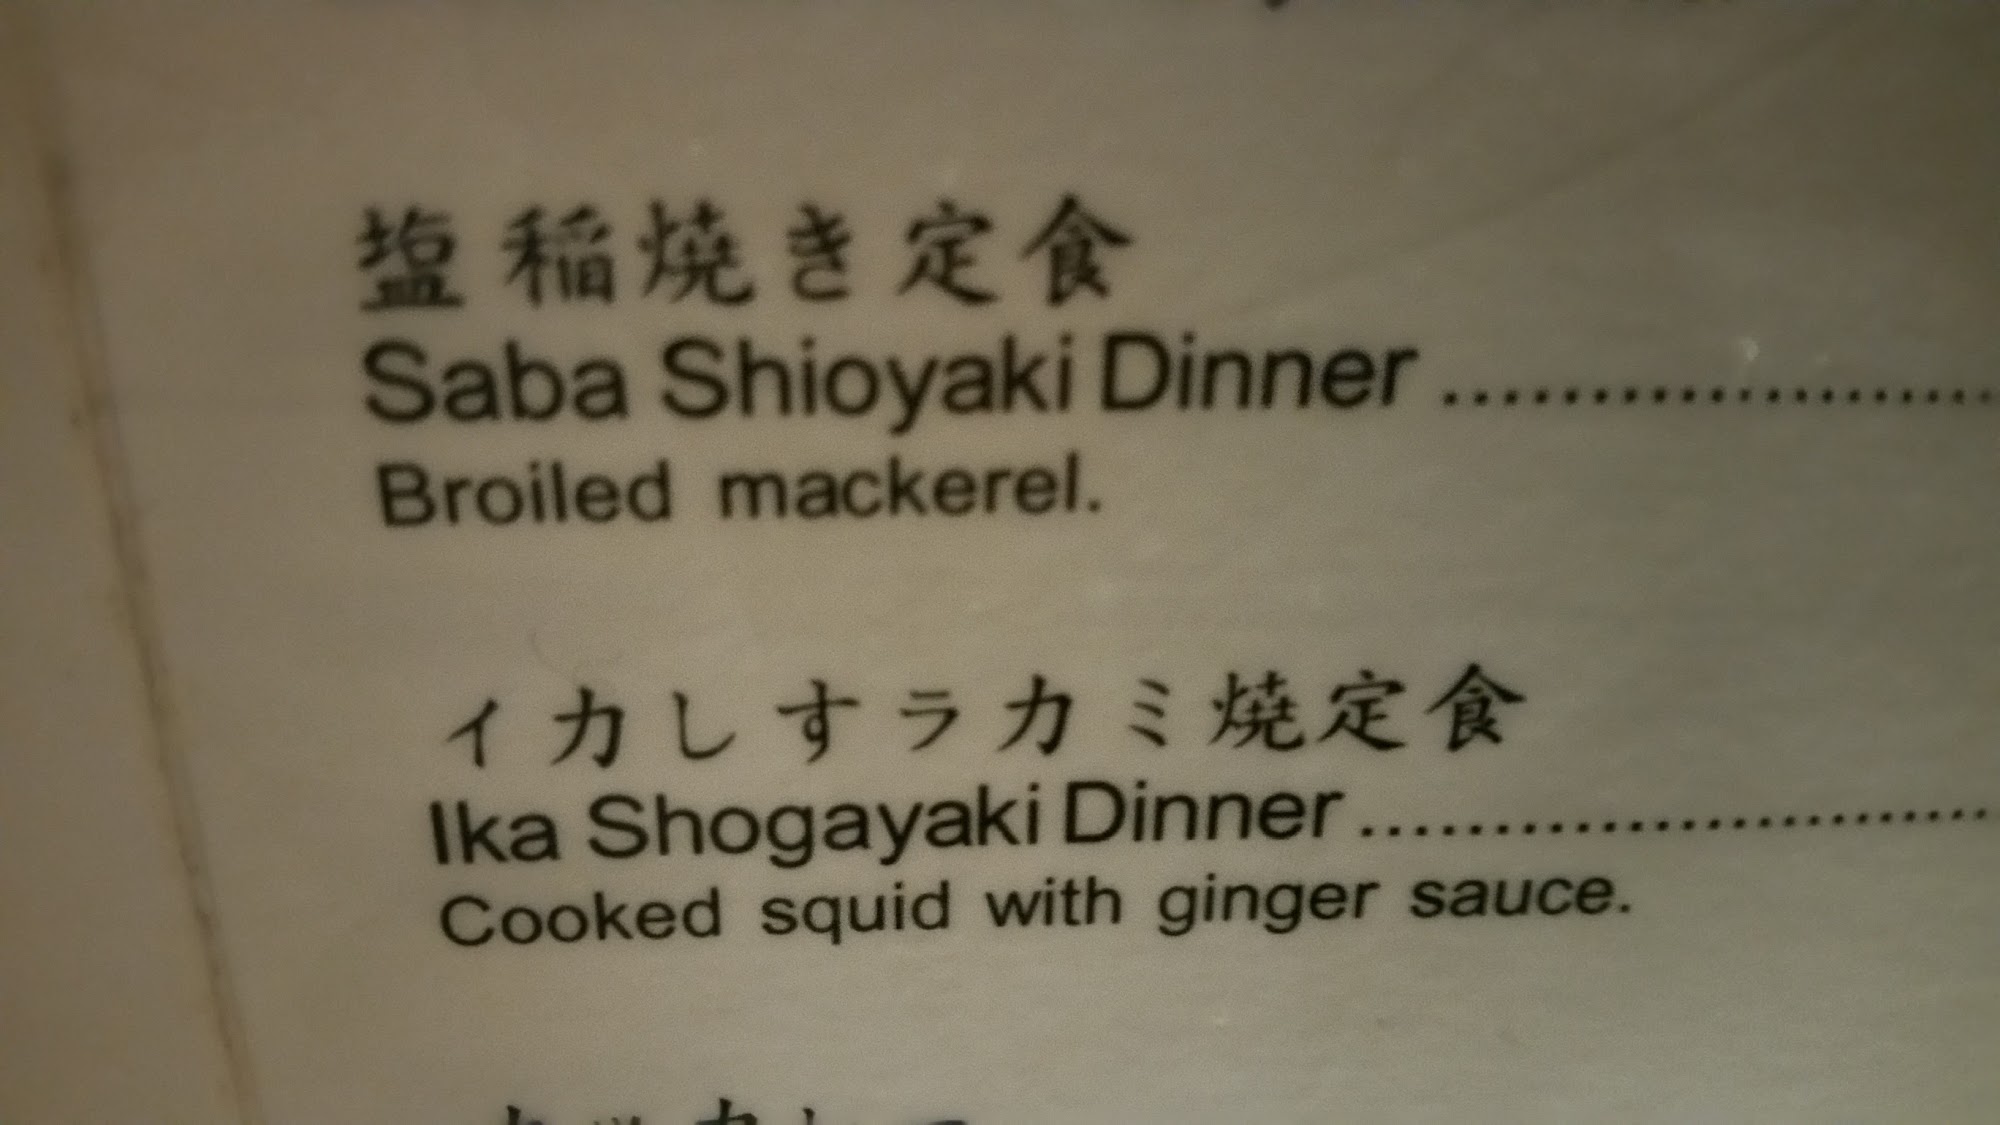 塩稲焼き定食
Saba Shioyaki Dinner ....................
Broiled mackerel.
ィカしすラカミ焼定食
Ika Shogayaki Dinner ........................
Cooked squid with ginger sauce.